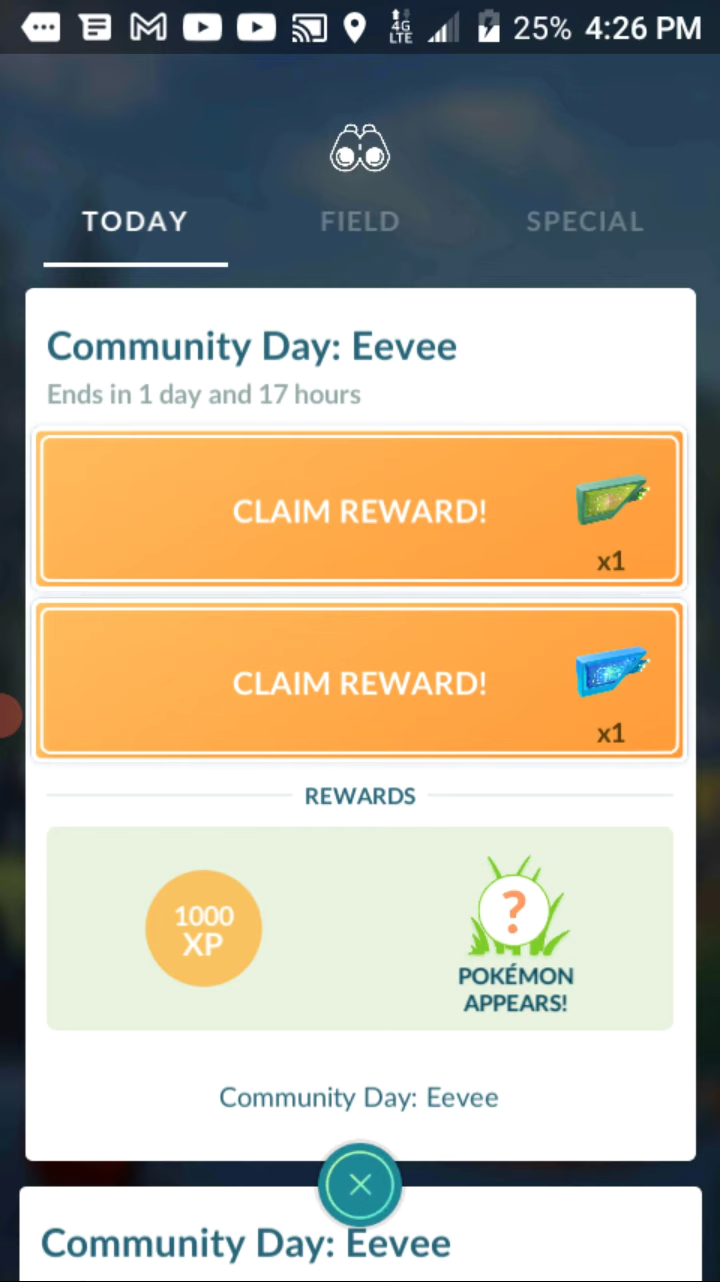 4G
LTE
25% 4:26 PM
TODAY
FIELD
SPECIAL
Community Day: Eevee
Ends in 1 day and 17 hours
CLAIM REWARD!
x1
CLAIM REWARD!
x1
REWARDS
1000
XP
?
POKÉMON
APPEARS!
Community Day: Eevee
Community Day: Eevee